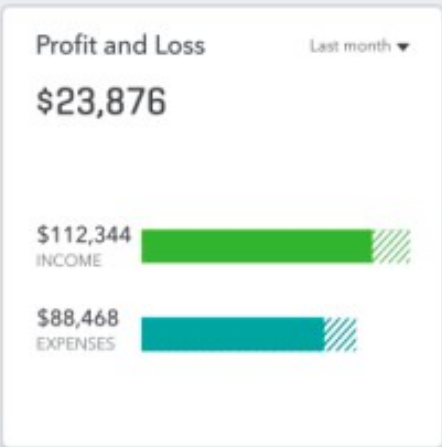 Profit and Loss
Last month
$23,876
$112,344
INCOME
$88,468
EXPENSES